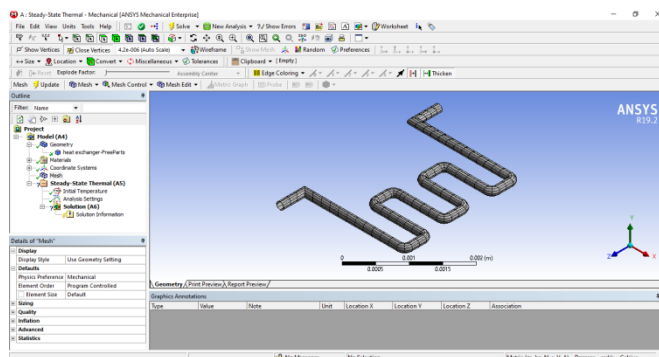 A : Steady-State Thermal - Mechanical [ANSYS Mechanical Enterprise]
File Edit View Units Tools Help Solve New Analysis ?/ Show Errors Worksheet
Show Vertices Close Vertices 4.2e-006 (Auto Scale) Wireframe Show Mesh Random Preferences
Size Location Convert Miscellaneous Tolerances Clipboard [Empty]
Reset Explode Factor: Assembly Center Edge Coloring Thicken
Mesh Update Mesh Mesh Control Mesh Edit Metric Graph Probe
Outline
Filter: Name
Project
Model (A4)
Geometry
heat exchanger-FreeParts
Materials
Coordinate Systems
Mesh
Steady-State Thermal (A5)
Initial Temperature
Analysis Settings
Solution (A6)
Solution Information
Details of "Mesh"
Display
Display Style Use Geometry Setting
Defaults
Physics Preference Mechanical
Element Order Program Controlled
Element Size Default
Sizing
Quality
Inflation
Advanced
Statistics
ANSYS
R19.2
0 0.001 0.002 (m)
0.0005 0.0015
Y
Z X
Geometry Print Preview Report Preview
Graphics Annotations
Type Value Note Unit Location X Location Y Location Z Association